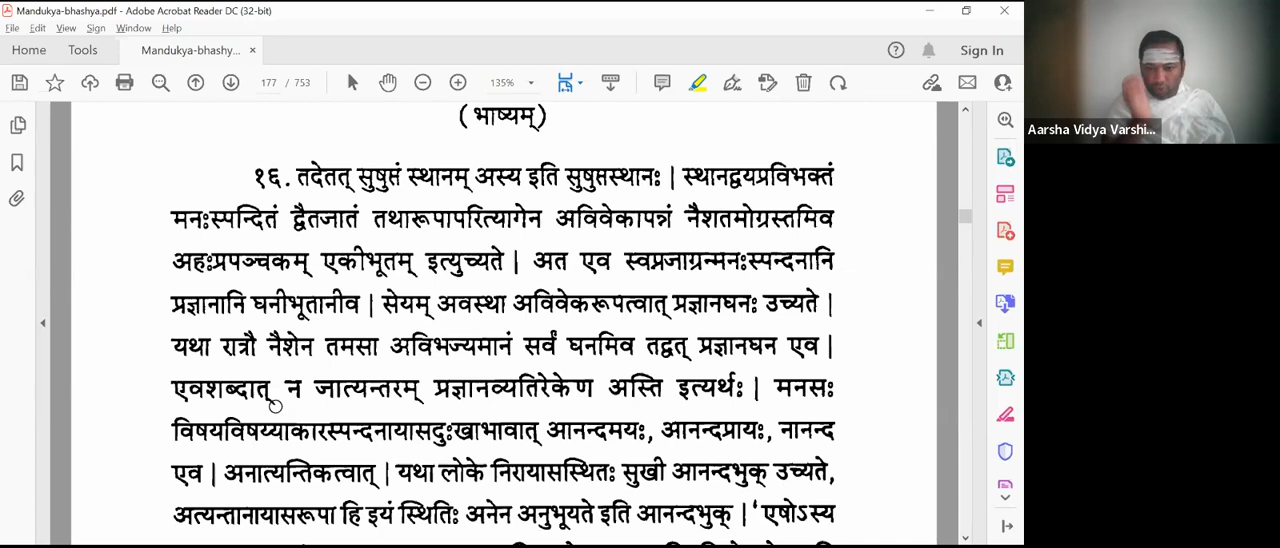 Mandukya-bhashya.pdf - Adobe Acrobat Reader DC (32-bit)
File Edit View Sign Window Help
Home Tools Mandukya-bhashy... × Sign In
177 / 753 135%
Aarsha Vidya Varshi...
( भाष्यम्)
१६. तदेतत् सुषुप्तं स्थानम् अस्य इति सुषुप्तस्थानः | स्थानद्वयप्रविभक्तं
मनःस्पन्दितं द्वैतजातं तथारूपापरित्यागेन अविवेकापन्नं नैशतमोग्रस्तमिव
अहःप्रपञ्चकम् एकीभूतम् इत्युच्यते | अत एव स्वप्रजाग्रन्मनःस्पन्दनानि
प्रज्ञानानि घनीभूतानीव | सेयम् अवस्था अविवेकरूपत्वात् प्रज्ञानघनः उच्यते |
यथा रात्रौ नैशेन तमसा अविभज्यमानं सर्वं घनमिव तद्वत् प्रज्ञानघन एव |
एवशब्दात् न जात्यन्तरम् प्रज्ञानव्यतिरेकेण अस्ति इत्यर्थः | मनसः
विषयविषय्याकारस्पन्दनायासदुःखाभावात् आनन्दमयः, आनन्दप्रायः, नानन्द
एव | अनात्यन्तिकत्वात् | यथा लोके निरायासस्थितः सुखी आनन्दभुक् उच्यते,
अत्यन्तानायासरूपा हि इयं स्थितिः अनेन अनुभूयते इति आनन्दभुक् | ‘ एषोऽस्य